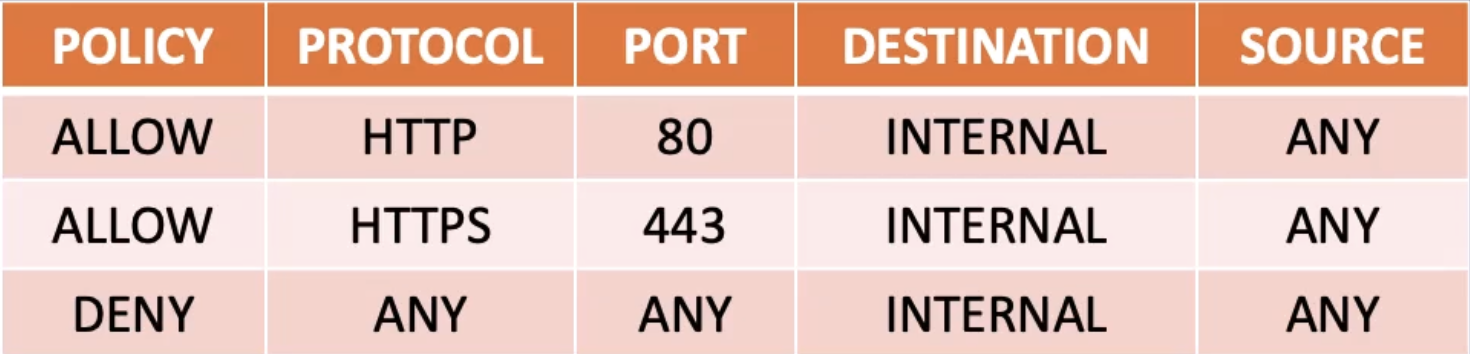 POLICY PROTOCOL PORT DESTINATION SOURCE
ALLOW HTTP 80 INTERNAL ANY
ALLOW HTTPS 443 INTERNAL ANY
DENY ANY ANY INTERNAL ANY